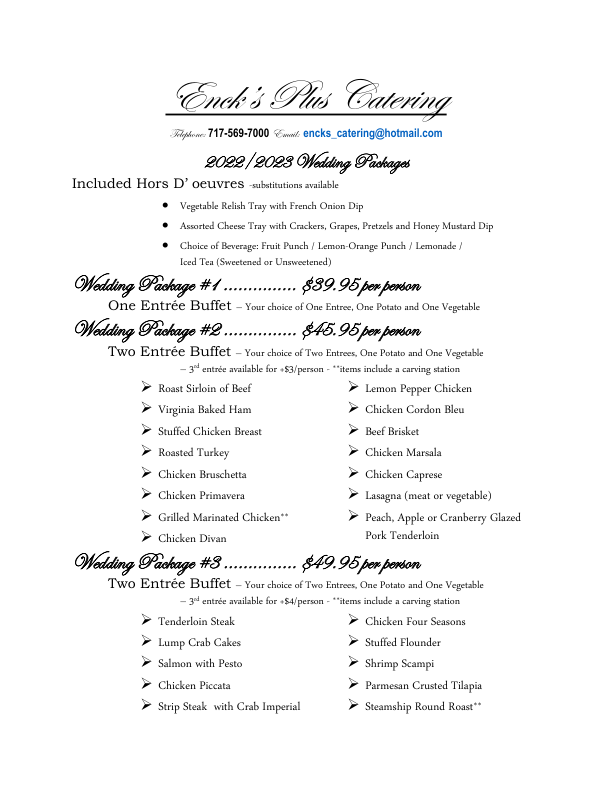 Enck's Plus Catering
Telephone: 717-569-7000 Email: encks_catering@hotmail.com
2022/2023 Wedding Packages
Included Hors D' oeuvres -substitutions available
● Vegetable Relish Tray with French Onion Dip
● Assorted Cheese Tray with Crackers, Grapes, Pretzels and Honey Mustard Dip
● Choice of Beverage: Fruit Punch / Lemon-Orange Punch / Lemonade /
Iced Tea (Sweetened or Unsweetened)
Wedding Package #1 ............... $39.95 per person
One Entrée Buffet – Your choice of One Entree, One Potato and One Vegetable
Wedding Package #2 ............... $45.95 per person
Two Entrée Buffet – Your choice of Two Entrees, One Potato and One Vegetable
– 3rd entrée available for +$3/person - **items include a carving station
➢ Roast Sirloin of Beef
➢ Virginia Baked Ham
➢ Stuffed Chicken Breast
➢ Roasted Turkey
➢ Chicken Bruschetta
➢ Chicken Primavera
➢ Grilled Marinated Chicken**
➢ Chicken Divan
➢ Lemon Pepper Chicken
➢ Chicken Cordon Bleu
➢ Beef Brisket
➢ Chicken Marsala
➢ Chicken Caprese
➢ Lasagna (meat or vegetable)
➢ Peach, Apple or Cranberry Glazed
Pork Tenderloin
Wedding Package #3 ............... $49.95 per person
Two Entrée Buffet – Your choice of Two Entrees, One Potato and One Vegetable
– 3rd entrée available for +$4/person - **items include a carving station
➢ Tenderloin Steak
➢ Lump Crab Cakes
➢ Salmon with Pesto
➢ Chicken Piccata
➢ Strip Steak with Crab Imperial
➢ Chicken Four Seasons
➢ Stuffed Flounder
➢ Shrimp Scampi
➢ Parmesan Crusted Tilapia
➢ Steamship Round Roast**